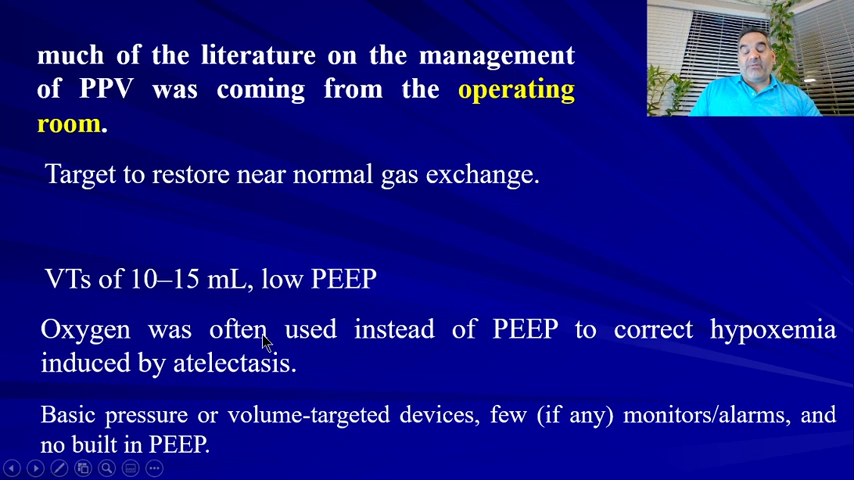 much of the literature on the management
of PPV was coming from the operating
room.
Target to restore near normal gas exchange.
VTs of 10–15 mL, low PEEP
Oxygen was often used instead of PEEP to correct hypoxemia
induced by atelectasis.
Basic pressure or volume-targeted devices, few (if any) monitors/alarms, and
no built in PEEP.